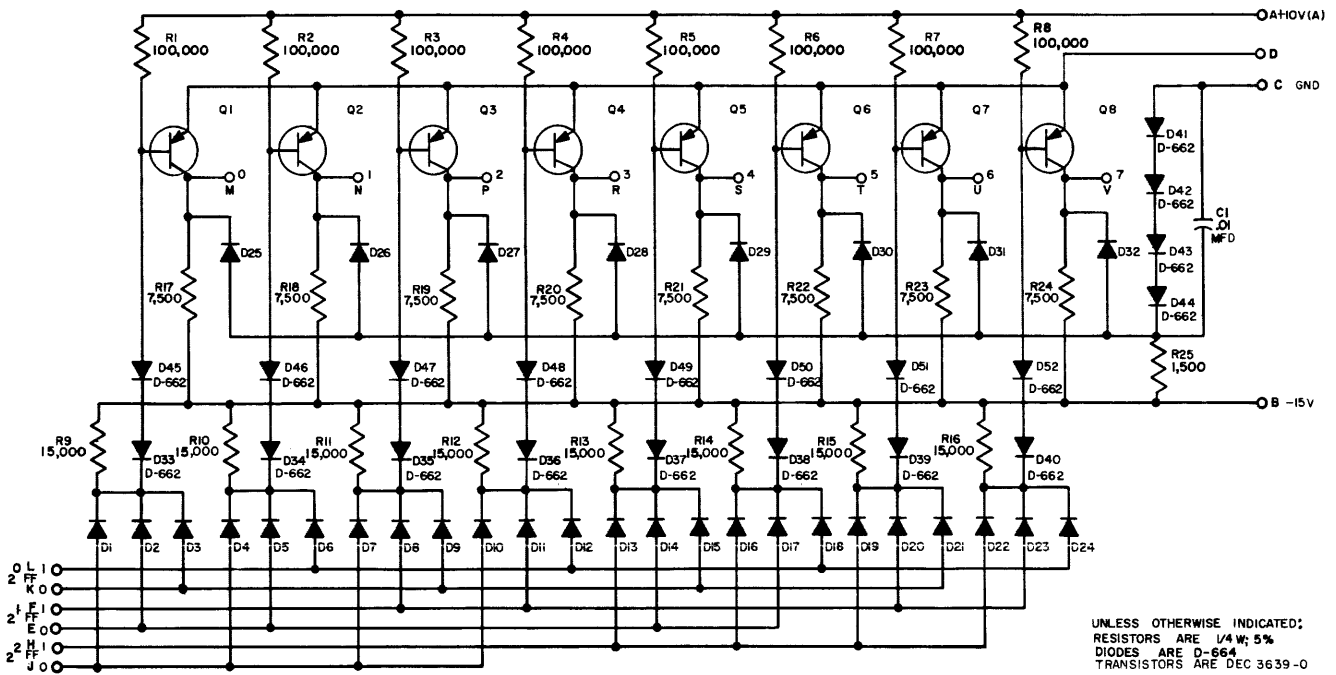 R1 R2 R3 R4 R5 R6 R7 R8
100,000 100,000 100,000 100,000 100,000 100,000 100,000 100,000
A+10V(A)
D
C GND
Q1 Q2 Q3 Q4 Q5 Q6 Q7 Q8
D41
D-662
0 1 2 3 4 5 6 7
M N P R S T U V
D42
D-662
C1
.01
MFD
D25 D26 D27 D28 D29 D30 D31 D32
D43
D-662
R17 R18 R19 R20 R21 R22 R23 R24
7,500 7,500 7,500 7,500 7,500 7,500 7,500 7,500
D44
D-662
R25
1,500
D45 D46 D47 D48 D49 D50 D51 D52
D-662 D-662 D-662 D-662 D-662 D-662 D-662 D-662
B -15V
R9 R10 R11 R12 R13 R14 R15 R16
15,000 15,000 15,000 15,000 15,000 15,000 15,000 15,000
D33 D34 D35 D36 D37 D38 D39 D40
D-662 D-662 D-662 D-662 D-662 D-662 D-662 D-662
D1 D2 D3 D4 D5 D6 D7 D8 D9 D10 D11 D12 D13 D14 D15 D16 D17 D18 D19 D20 D21 D22 D23 D24
0 L 1
2 FF
K 0
1 F 1
2 FF
E 0
2 H 1
2 FF
J 0
UNLESS OTHERWISE INDICATED:
RESISTORS ARE 1/4 W; 5%
DIODES ARE D-664
TRANSISTORS ARE DEC 3639-0